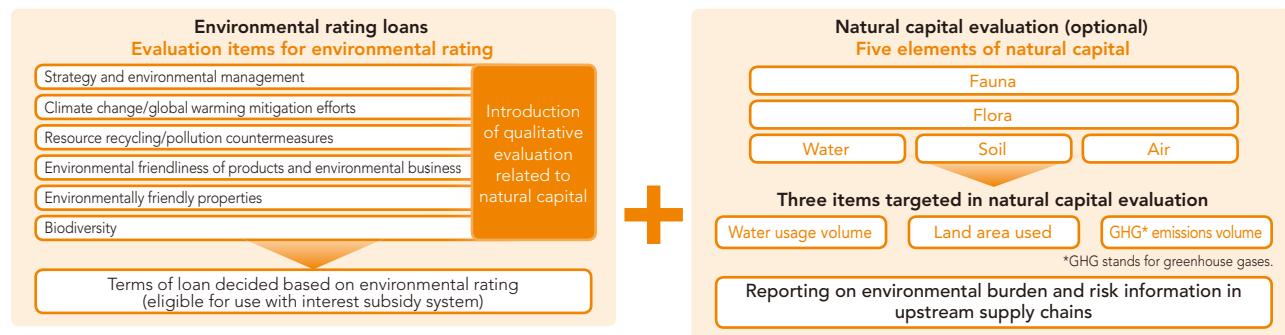 Environmental rating loans
Evaluation items for environmental rating
Strategy and environmental management
Climate change/global warming mitigation efforts
Resource recycling/pollution countermeasures
Environmental friendliness of products and environmental business
Environmentally friendly properties
Biodiversity
Introduction
of qualitative
evaluation
related to
natural capital
Terms of loan decided based on environmental rating
(eligible for use with interest subsidy system)
+
Natural capital evaluation (optional)
Five elements of natural capital
Fauna
Flora
Water
Soil
Air
Three items targeted in natural capital evaluation
Water usage volume
Land area used
GHG* emissions volume
*GHG stands for greenhouse gases.
Reporting on environmental burden and risk information in
upstream supply chains